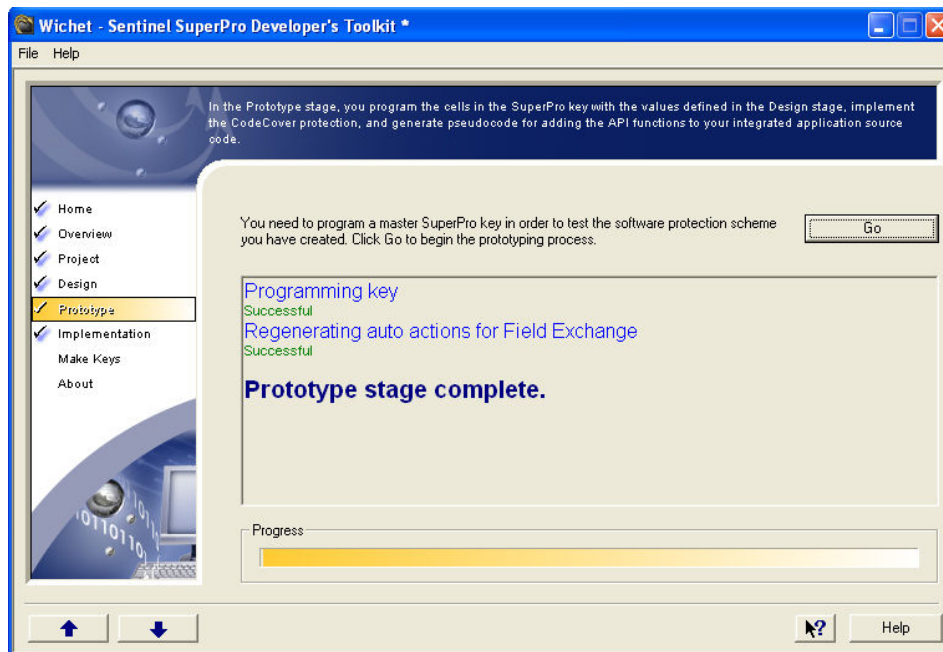 Wichet - Sentinel SuperPro Developer's Toolkit *
File Help
In the Prototype stage, you program the cells in the SuperPro key with the values defined in the Design stage, implement
the CodeCover protection, and generate pseudocode for adding the API functions to your integrated application source
code.
Home
Overview
Project
Design
Prototype
Implementation
Make Keys
About
You need to program a master SuperPro key in order to test the software protection scheme
you have created. Click Go to begin the prototyping process.
Go
Programming key
Successful
Regenerating auto actions for Field Exchange
Successful
Prototype stage complete.
Progress
Help